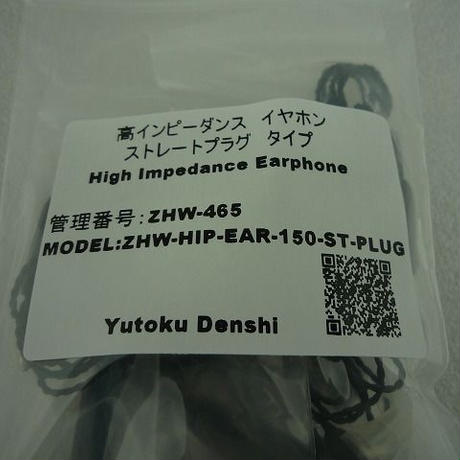 高インピーダンス イヤホン
ストレートプラグ タイプ
High Impedance Earphone
管理番号:ZHW-465
MODEL:ZHW-HIP-EAR-150-ST-PLUG
Yutoku Denshi